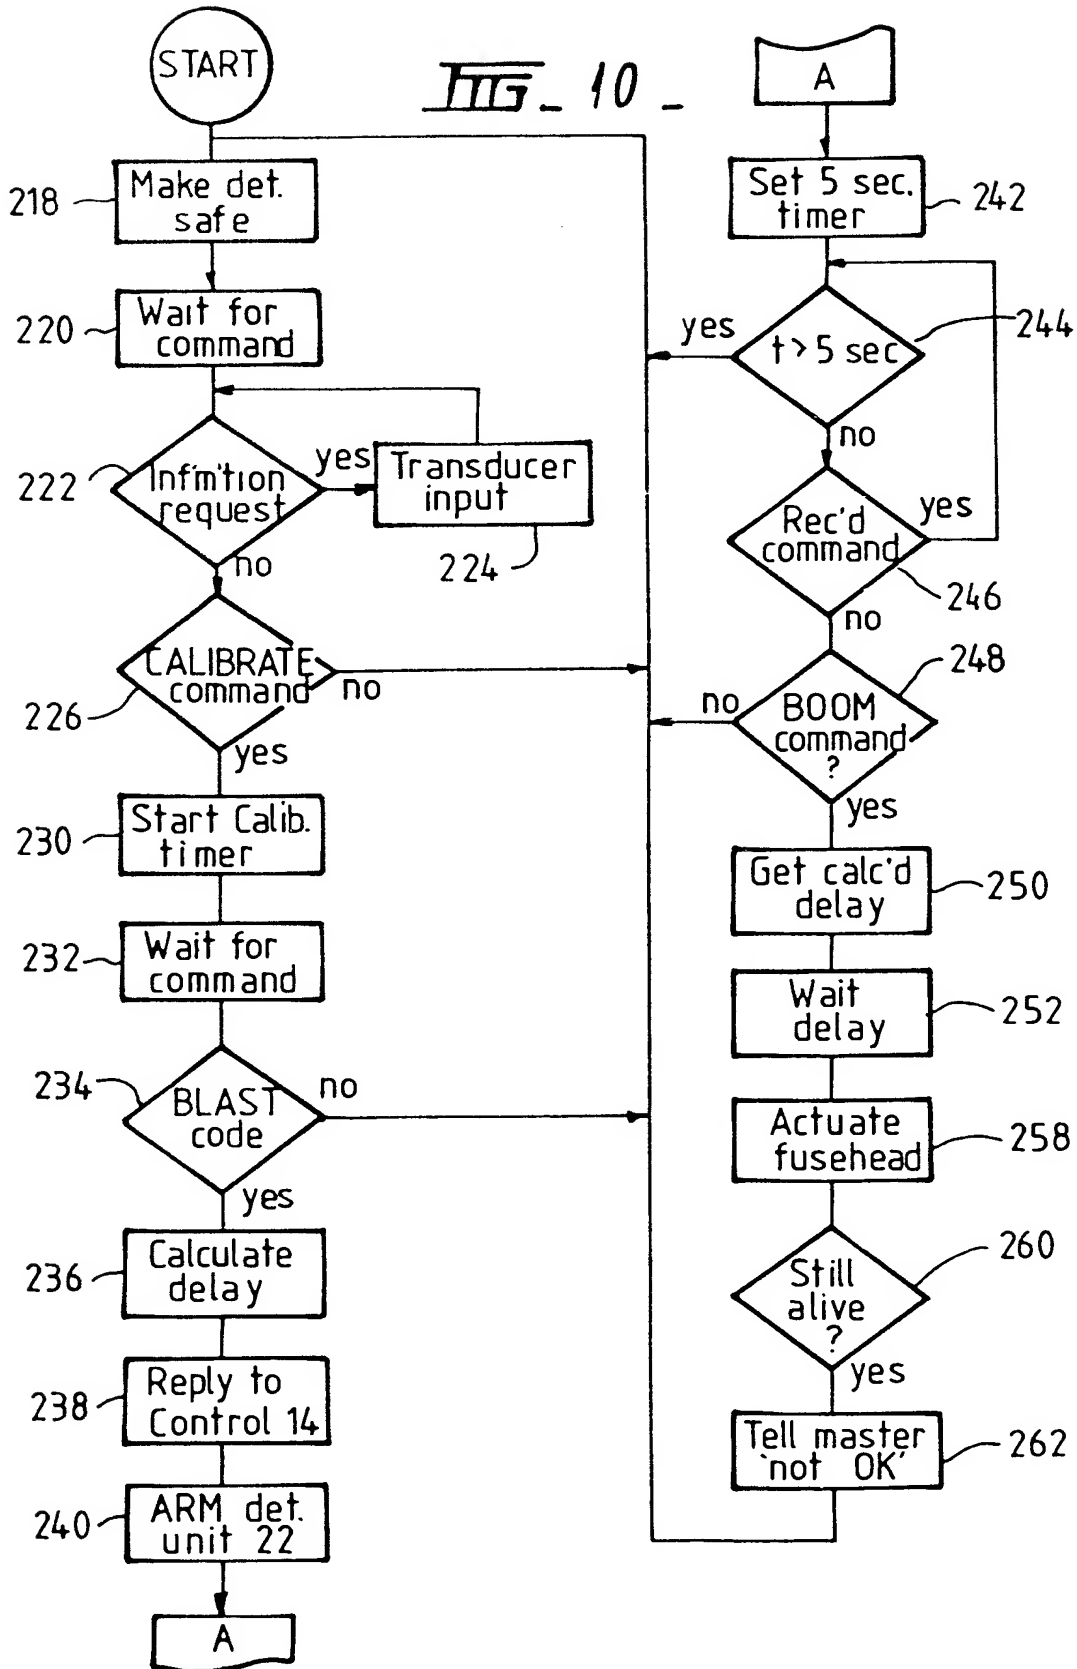 START
FIG_ 10 _
218
Make det.
safe
220
Wait for
command
222
Inf'm'tion
request
yes
no
Transducer
input
224
CALIBRATE
command
226
no
yes
230
Start Calib.
timer
232
Wait for
command
234
BLAST
code
no
yes
236
Calculate
delay
238
Reply to
Control 14
240
ARM det.
unit 22
A
A
Set 5 sec.
timer
242
yes
t > 5 sec
244
no
Rec'd
command
yes
246
no
248
no
BOOM
command
?
yes
Get calc'd
delay
250
Wait
delay
252
Actuate
fusehead
258
Still
alive
?
260
yes
Tell master
'not OK'
262